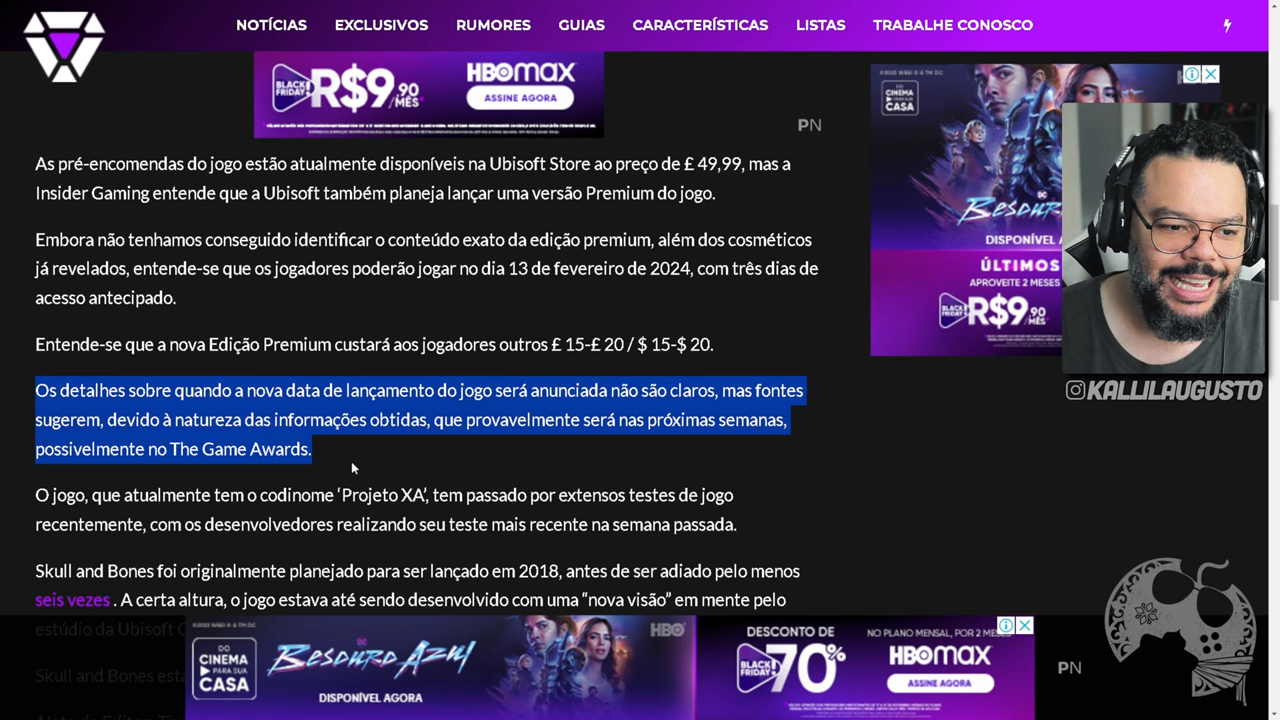 NOTÍCIAS EXCLUSIVOS RUMORES GUIAS CARACTERÍSTICAS LISTAS TRABALHE CONOSCO
BLACK FRIDAY R$9,90 /MÊS*
HBOMAX
ASSINE AGORA
PN
As pré-encomendas do jogo estão atualmente disponíveis na Ubisoft Store ao preço de £ 49,99, mas a
Insider Gaming entende que a Ubisoft também planeja lançar uma versão Premium do jogo.
Embora não tenhamos conseguido identificar o conteúdo exato da edição premium, além dos cosméticos
já revelados, entende-se que os jogadores poderão jogar no dia 13 de fevereiro de 2024, com três dias de
acesso antecipado.
Entende-se que a nova Edição Premium custará aos jogadores outros £ 15-£ 20 / $ 15-$ 20.
Os detalhes sobre quando a nova data de lançamento do jogo será anunciada não são claros, mas fontes
sugerem, devido à natureza das informações obtidas, que provavelmente será nas próximas semanas,
possivelmente no The Game Awards.
O jogo, que atualmente tem o codinome ‘Projeto XA’, tem passado por extensos testes de jogo
recentemente, com os desenvolvedores realizando seu teste mais recente na semana passada.
Skull and Bones foi originalmente planejado para ser lançado em 2018, antes de ser adiado pelo menos
seis vezes . A certa altura, o jogo estava até sendo desenvolvido com uma “nova visão” em mente pelo
estúdio da Ubisoft
Skull and Bones
DO CINEMA PARA SUA CASA
DC
DISPONÍVEL
ÚLTIMOS
APROVEITE 2 MESES
BLACK FRIDAY R$9,90 /MÊS
KALLILAUGUSTO
DO CINEMA PARA SUA CASA
DC
BESOURO AZUL
DISPONÍVEL AGORA
HBO
DESCONTO DE
BLACK FRIDAY 70%*
NO PLANO MENSAL, POR 2
HBOMAX
ASSINE AGORA
PN